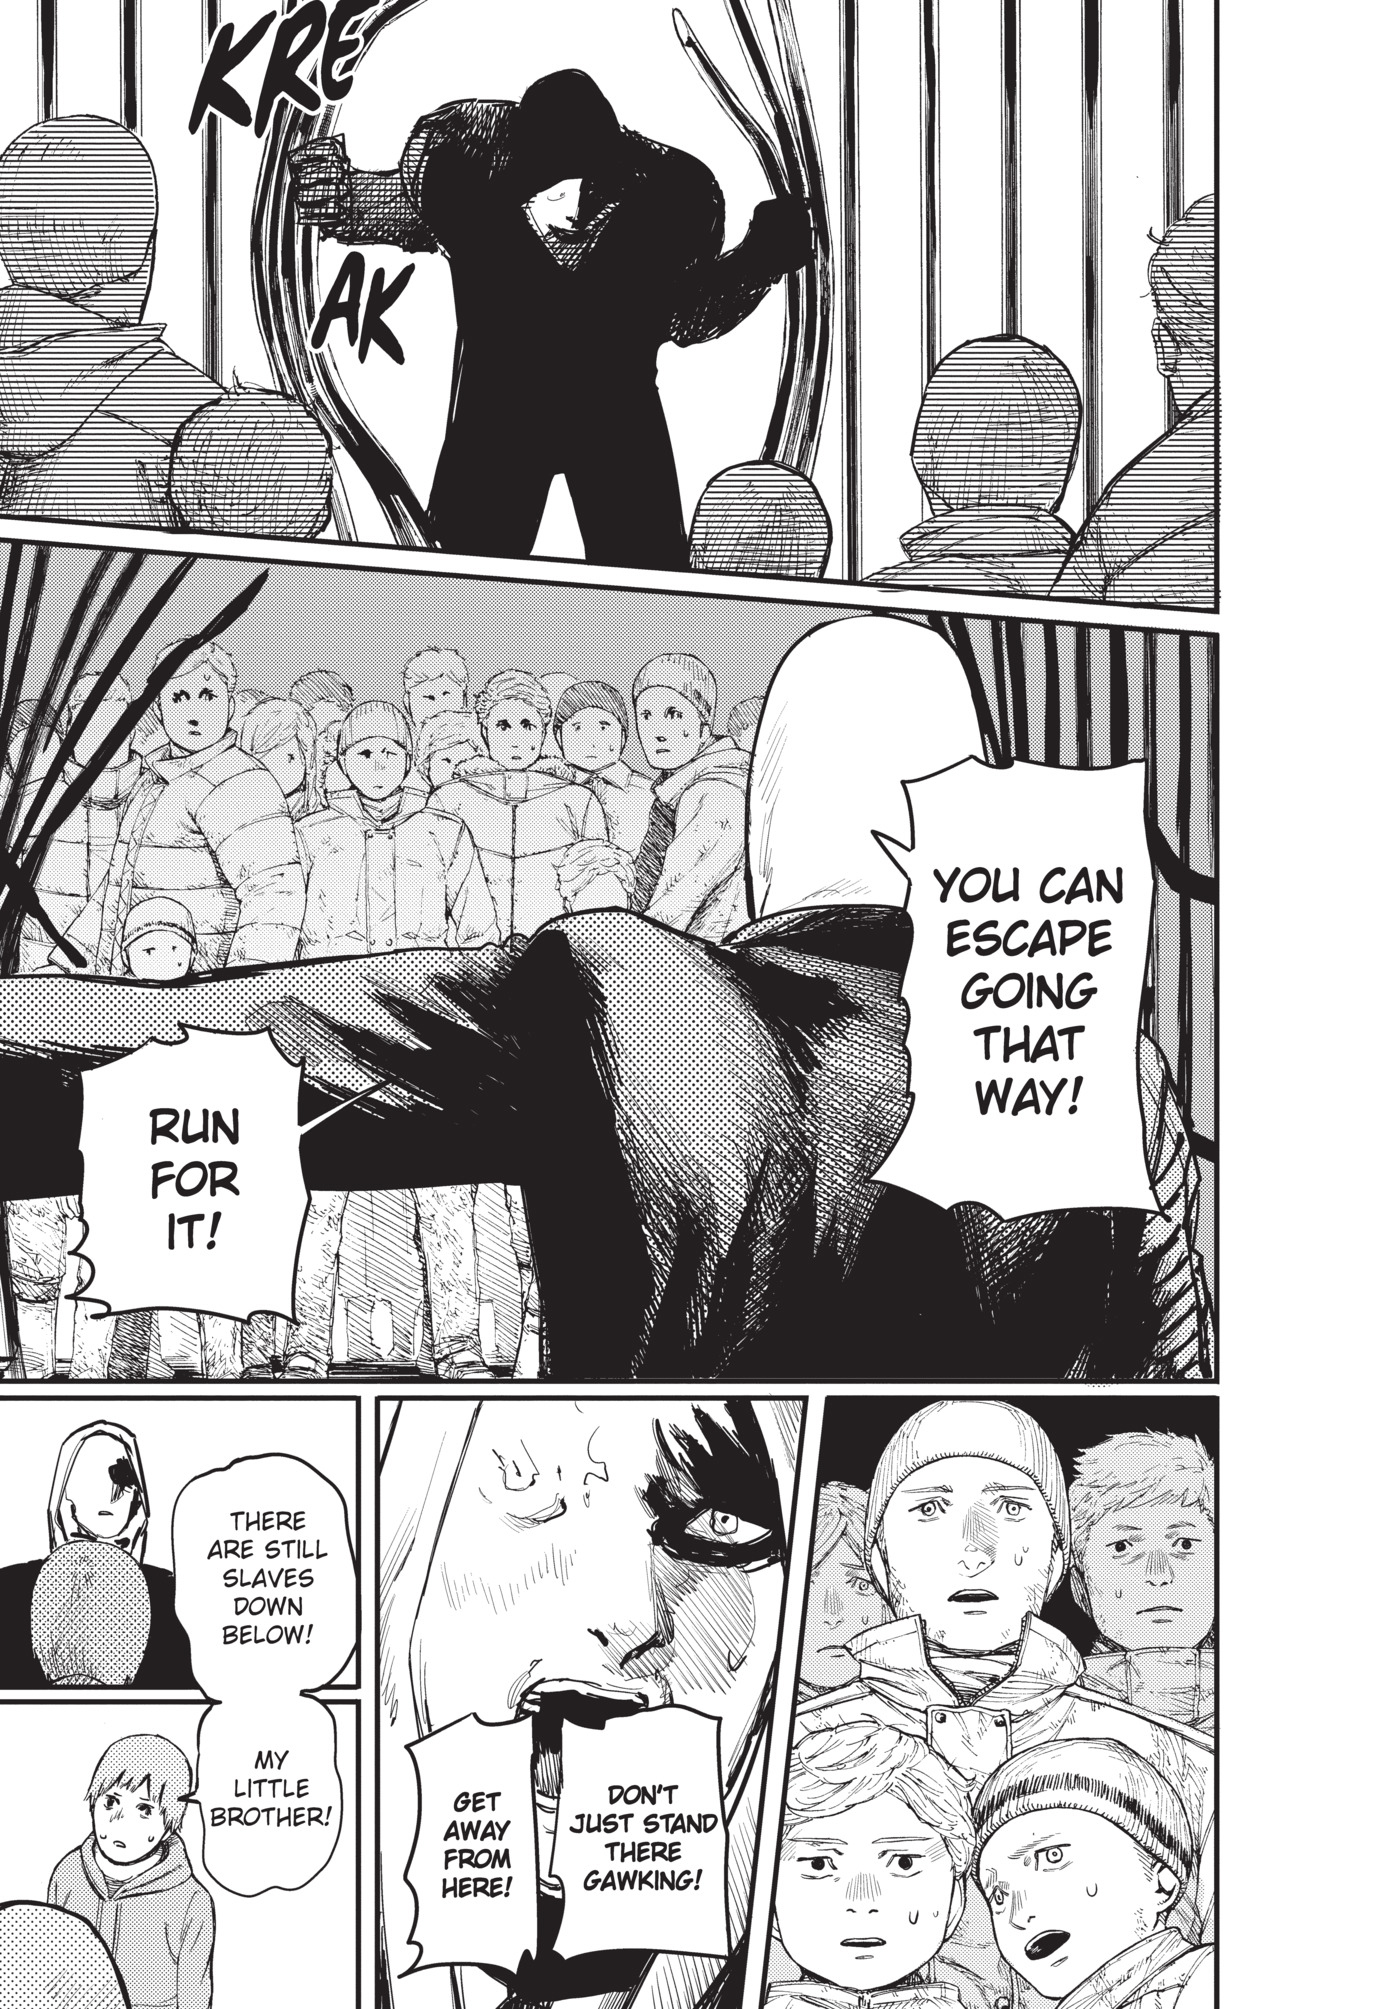 KRE
AK
YOU CAN
ESCAPE
GOING
THAT
WAY!
RUN
FOR
IT!
DON'T
JUST STAND
THERE
GAWKING!
GET
AWAY
FROM
HERE!
THERE
ARE STILL
SLAVES
DOWN
BELOW!
MY
LITTLE
BROTHER!